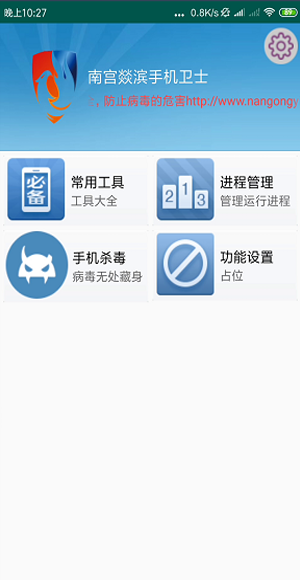 晚上10:27
... 0.8K/s
89
南宫燚滨手机卫士
, 防止病毒的危害http://www.nangongy
必备
常用工具
工具大全
2 1 3
进程管理
管理运行进程
手机杀毒
病毒无处藏身
功能设置
占位